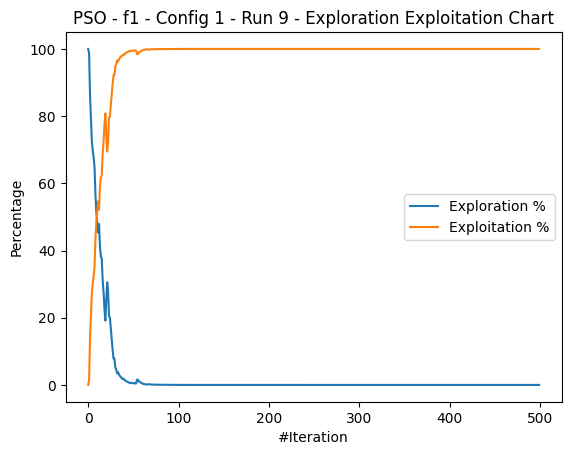 PSO - f1 - Config 1 - Run 9 - Exploration Exploitation Chart
100
80
60
40
20
0
Percentage
Exploration %
Exploitation %
0 100 200 300 400 500
#Iteration